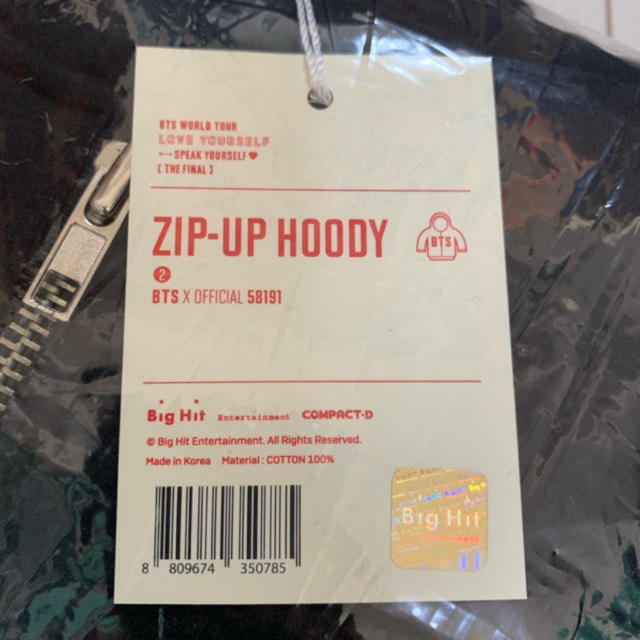 BTS WORLD TOUR
LOVE YOURSELF
SPEAK YOURSELF
[ THE FINAL ]
ZIP-UP HOODY
BTS
2
BTS X OFFICIAL 58191
Big Hit Entertainment COMPACT·D
© Big Hit Entertainment. All Rights Reserved.
Made in Korea Material : COTTON 100%
Big Hit
Entertainment
8 809674 350785